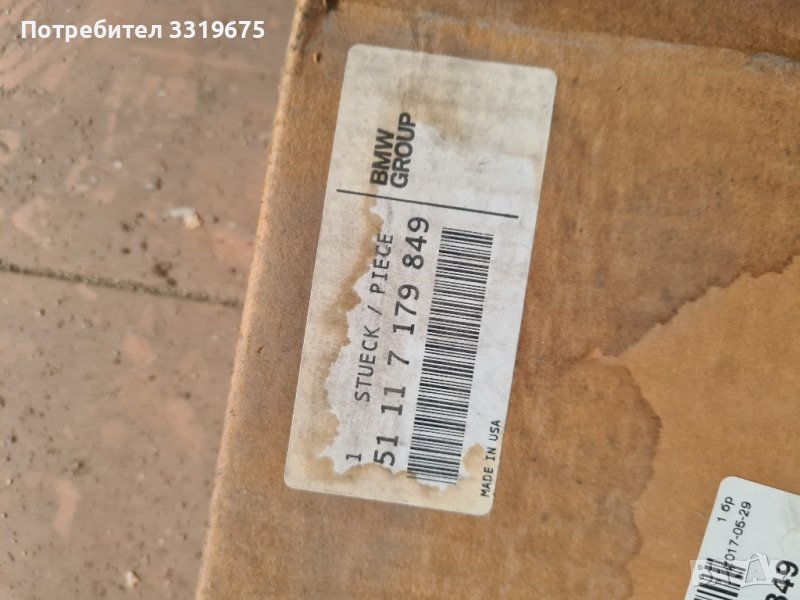 Потребител 3319675
BMW
GROUP
1 STUECK / PIECE
51 11 7 179 849
MADE IN USA
1 бр
017-05-29
849